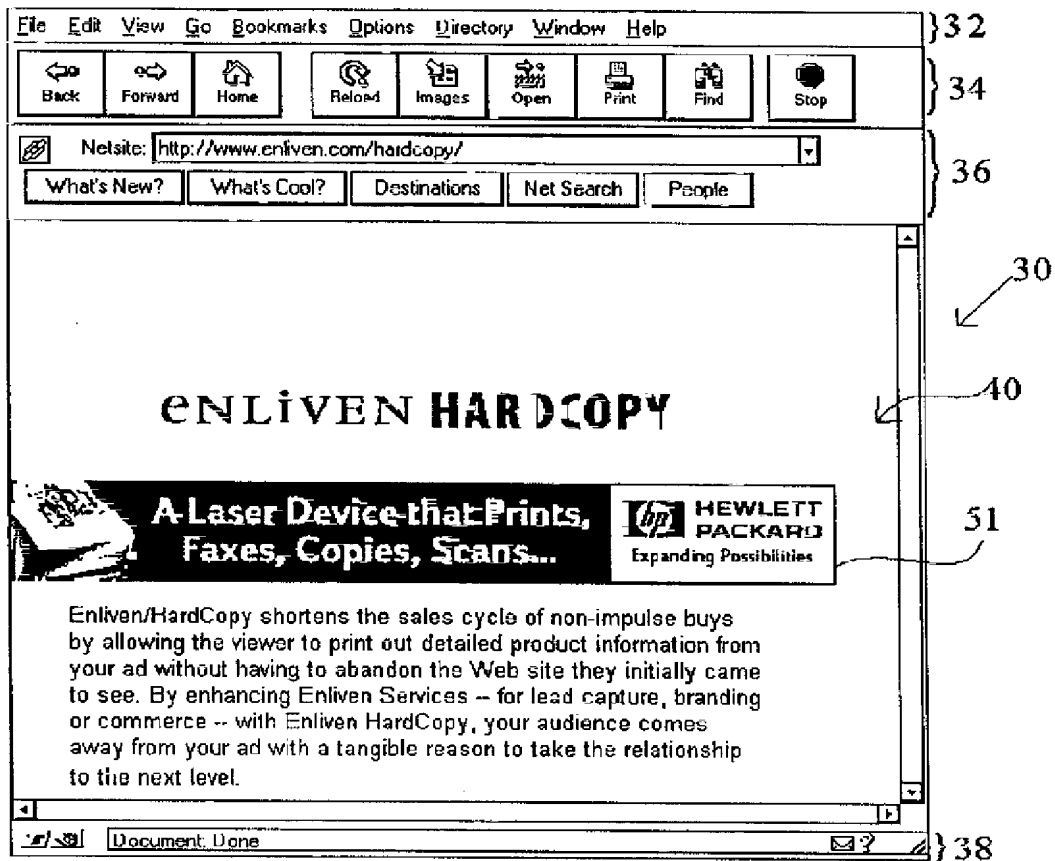 File Edit View Go Bookmarks Options Directory Window Help }32
Back Forward Home Reload Images Open Print Find Stop } 34
Netsite: http://www.enliven.com/hardcopy/
What's New? What's Cool? Destinations Net Search People } 36
30
40
eNLiVEN HARDCOPY
A Laser Device that Prints,
Faxes, Copies, Scans...
hp HEWLETT
PACKARD
Expanding Possibilities
51
Enliven/HardCopy shortens the sales cycle of non-impulse buys
by allowing the viewer to print out detailed product information from
your ad without having to abandon the Web site they initially came
to see. By enhancing Enliven Services -- for lead capture, branding
or commerce -- with Enliven HardCopy, your audience comes
away from your ad with a tangible reason to take the relationship
to the next level.
Document: Done ? } 38